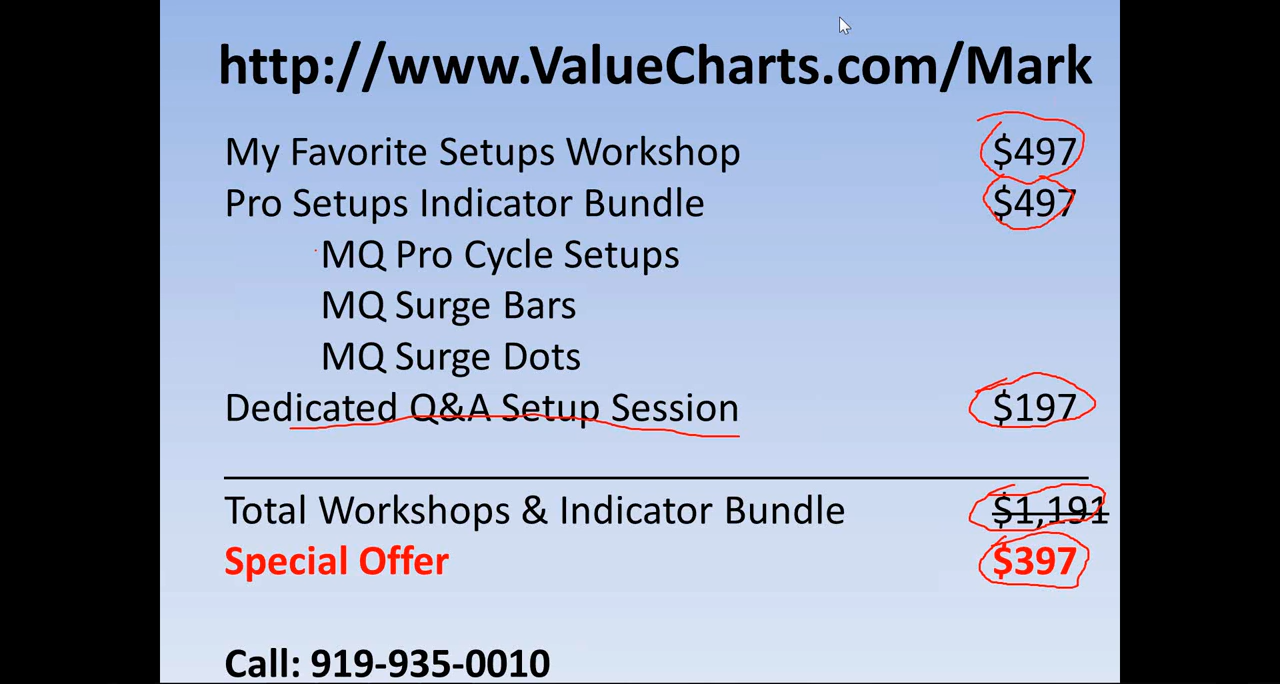 http://www.ValueCharts.com/Mark
My Favorite Setups Workshop $497
Pro Setups Indicator Bundle $497
MQ Pro Cycle Setups
MQ Surge Bars
MQ Surge Dots
Dedicated Q&A Setup Session $197
Total Workshops & Indicator Bundle $1,191
Special Offer $397
Call: 919-935-0010